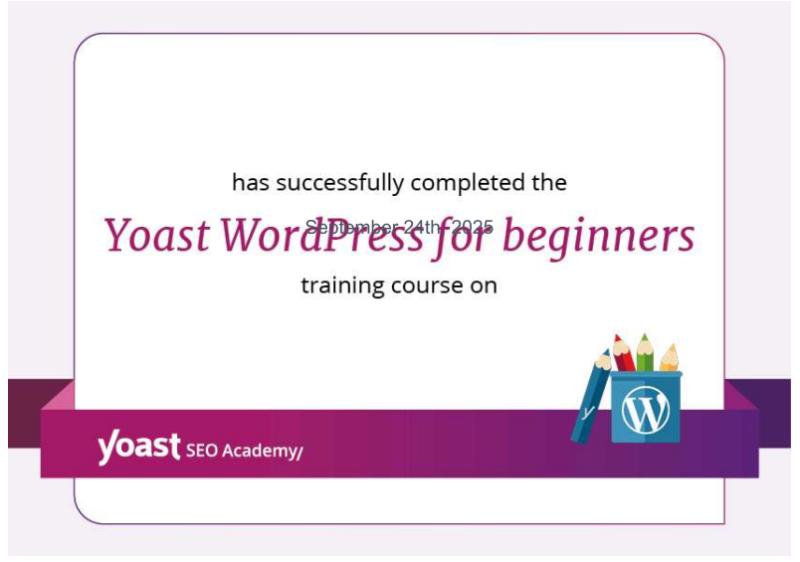 has successfully completed the
Yoast WordPress for beginners
September 24th, 2025
training course on
yoast SEO Academy/
y
W